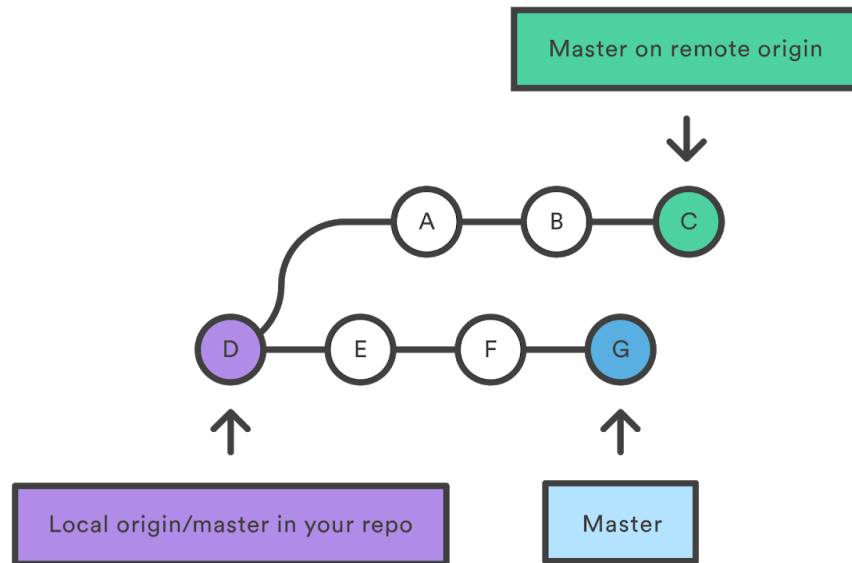 Master on remote origin
A B C
D E F G
Local origin/master in your repo
Master